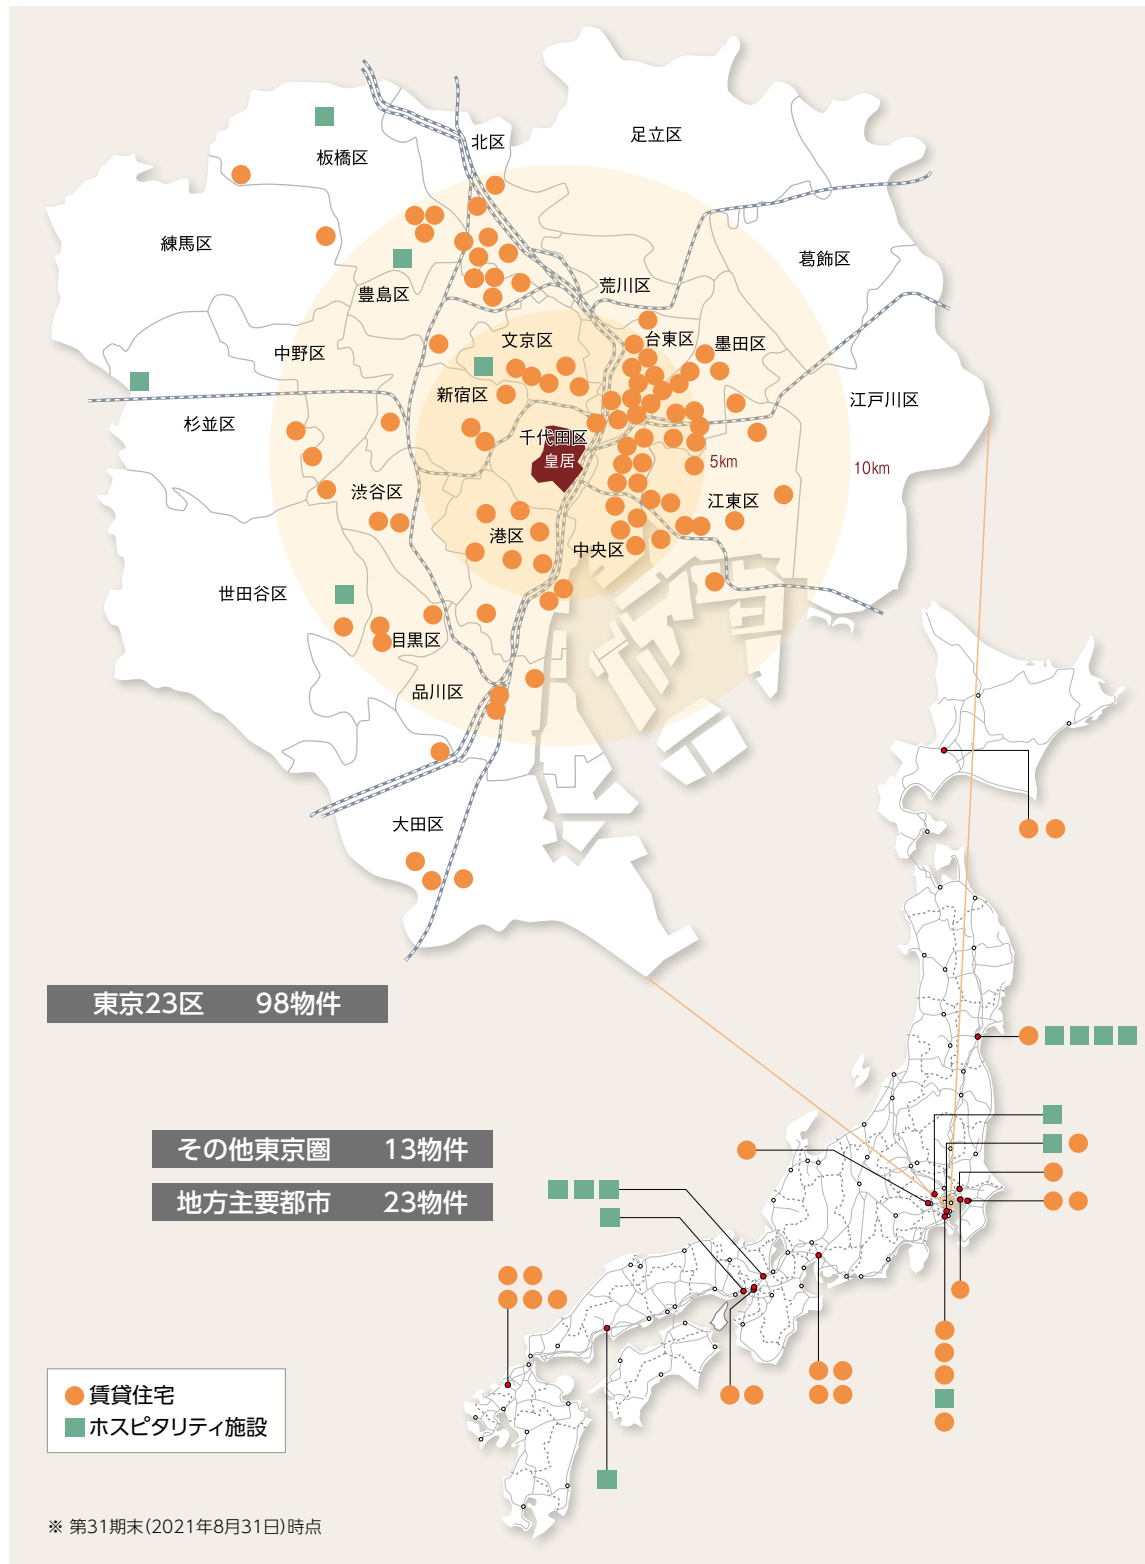 足立区
北区
板橋区
練馬区
葛飾区
荒川区
豊島区
台東区
文京区
墨田区
中野区
新宿区
江戸川区
杉並区
千代田区
皇居
5km
10km
渋谷区
江東区
港区
中央区
世田谷区
目黒区
品川区
大田区
東京23区 98物件
その他東京圏 13物件
地方主要都市 23物件
賃貸住宅
ホスピタリティ施設
※ 第31期末(2021年8月31日)時点